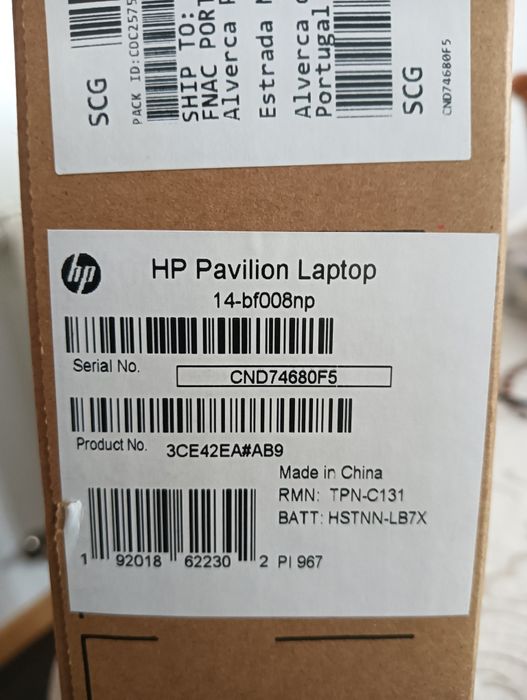 SCG
PACK ID:CDC2575
SHIP TO:
FNAC PORT
Alverca
Estrada
Alverca
Portugal
SCG
CND74680F5
hp
HP Pavilion Laptop
14-bf008np
Serial No.
CND74680F5
Product No. 3CE42EA#AB9
Made in China
RMN: TPN-C131
BATT: HSTNN-LB7X
1 92018 62230 2 PI 967